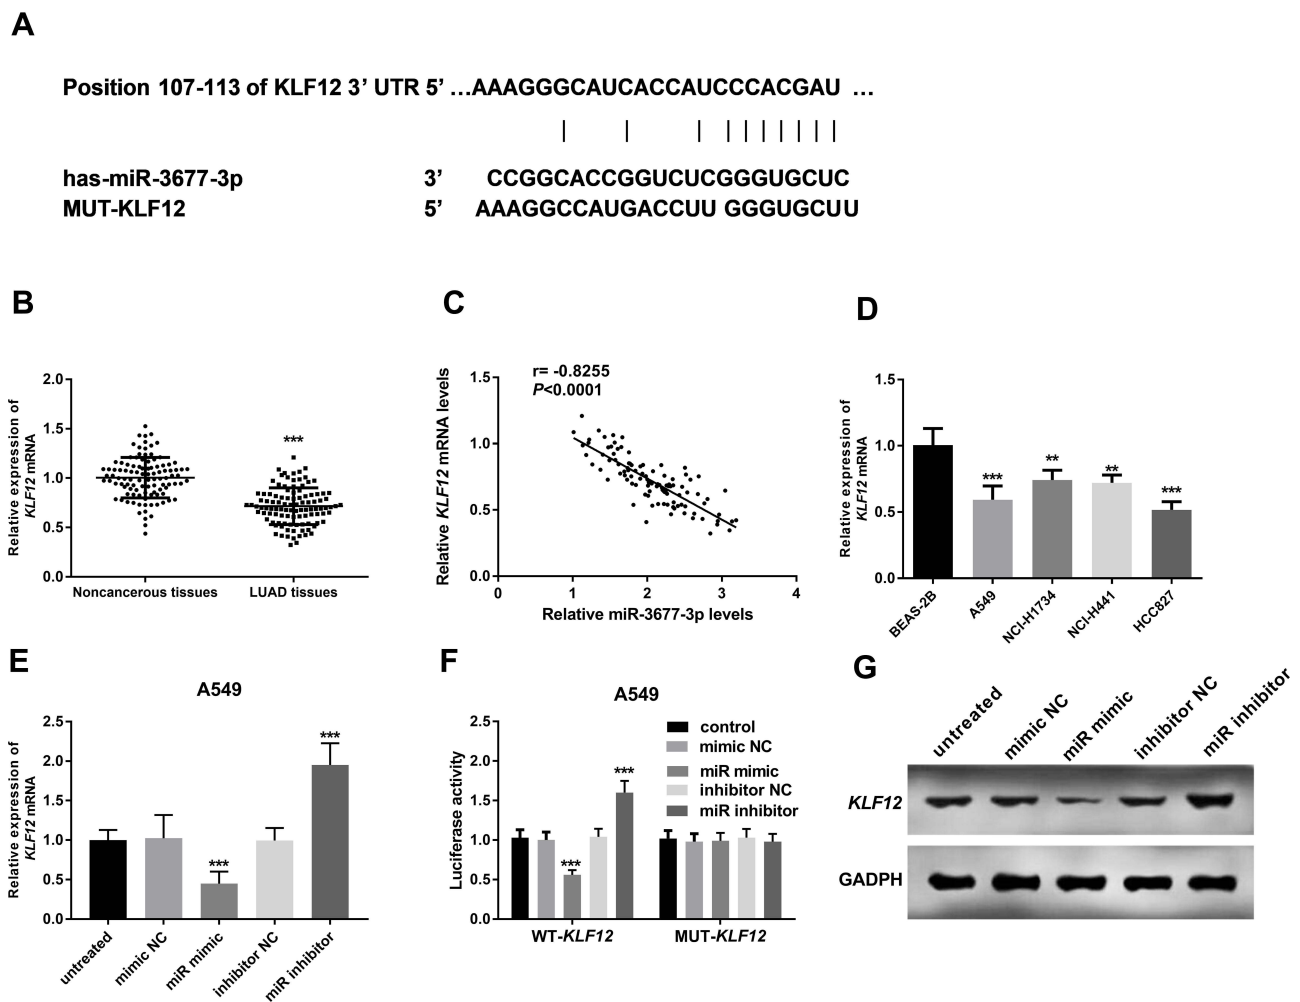 A
Position 107-113 of KLF12 3’ UTR 5’ …AAAGGGCAUCACCAUCCCACGAU …
| | | | | | | | | |
has-miR-3677-3p 3’ CCGGCACCGGUCUCGGGUGCUC
MUT-KLF12 5’ AAAGGCCAUGACCUU GGGUGCUU
B
Relative expression of
KLF12 mRNA
2.0
1.5
1.0
0.5
0.0
***
Noncancerous tissues
LUAD tissues
C
Relative KLF12 mRNA levels
r= -0.8255
P<0.0001
1.5
1.0
0.5
0.0
0 1 2 3 4
Relative miR-3677-3p levels
D
Relative expression of
KLF12 mRNA
1.5
1.0
0.5
0.0
*** ** ** ***
BEAS-2B
A549
NCI-H1734
NCI-H441
HCC827
E
A549
Relative expression of
KLF12 mRNA
2.5
2.0
1.5
1.0
0.5
0.0
*** ***
untreated
mimic NC
miR mimic
inhibitor NC
miR inhibitor
F
A549
Luciferase activity
2.5
2.0
1.5
1.0
0.5
0.0
*** ***
control
mimic NC
miR mimic
inhibitor NC
miR inhibitor
WT-KLF12
MUT-KLF12
G
untreated
mimic NC
miR mimic
inhibitor NC
miR inhibitor
KLF12
GADPH